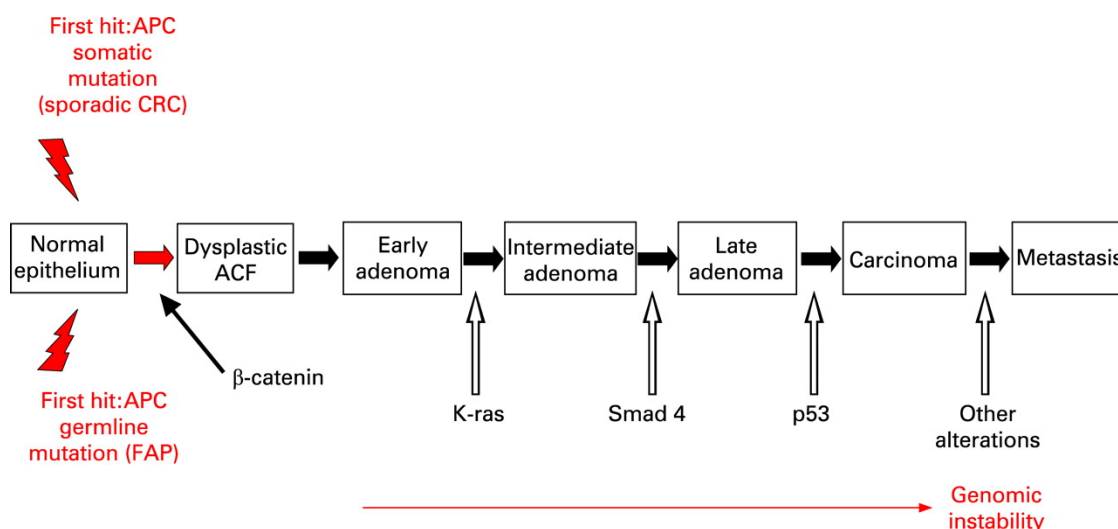 First hit:APC
somatic
mutation
(sporadic CRC)
Normal
epithelium
Dysplastic
ACF
Early
adenoma
Intermediate
adenoma
Late
adenoma
Carcinoma
Metastasis
β-catenin
K-ras
Smad 4
p53
Other
alterations
First hit:APC
germline
mutation (FAP)
Genomic
instability